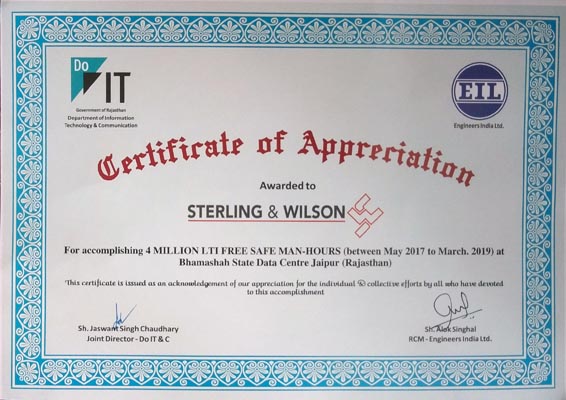 Do IT
Government of Rajasthan
Department of Information
Technology & Communication
EIL
Engineers India Ltd.
Certificate of Appreciation
Awarded to
STERLING & WILSON
For accomplishing 4 MILLION LTI FREE SAFE MAN-HOURS (between May 2017 to March. 2019) at
Bhamashah State Data Centre Jaipur (Rajasthan)
This certificate is issued as an acknowledgement of our appreciation for the individual & collective efforts by all who have devoted
to this accomplishment
Sh. Jaswant Singh Chaudhary
Joint Director - Do IT & C
Sh. Alok Singhal
RCM - Engineers India Ltd.